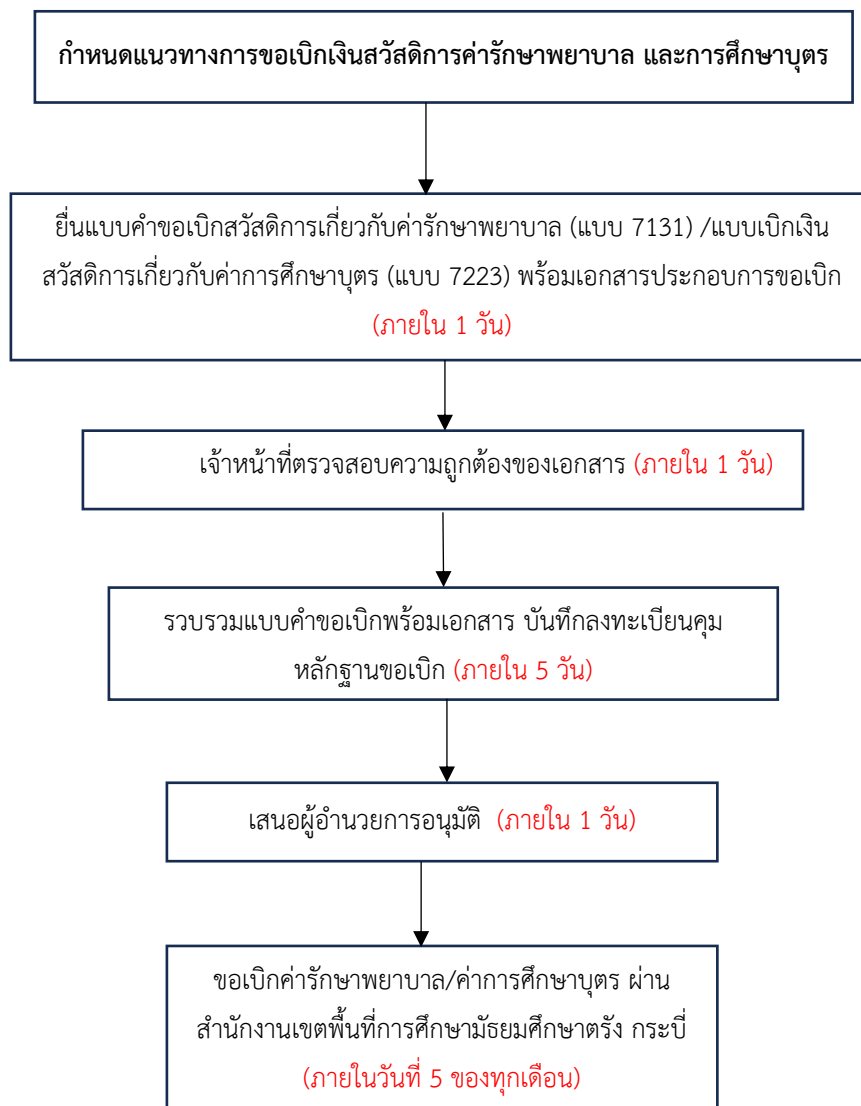 กำหนดแนวทางการขอเบิกเงินสวัสดิการค่ารักษาพยาบาล และการศึกษาบุตร
ยื่นแบบคำขอเบิกสวัสดิการเกี่ยวกับค่ารักษาพยาบาล (แบบ 7131) /แบบเบิกเงิน
สวัสดิการเกี่ยวกับค่าการศึกษาบุตร (แบบ 7223) พร้อมเอกสารประกอบการขอเบิก
(ภายใน 1 วัน)
เจ้าหน้าที่ตรวจสอบความถูกต้องของเอกสาร (ภายใน 1 วัน)
รวบรวมแบบคำขอเบิกพร้อมเอกสาร บันทึกลงทะเบียนคุม
หลักฐานขอเบิก (ภายใน 5 วัน)
เสนอผู้อำนวยการอนุมัติ (ภายใน 1 วัน)
ขอเบิกค่ารักษาพยาบาล/ค่าการศึกษาบุตร ผ่าน
สำนักงานเขตพื้นที่การศึกษามัธยมศึกษาตรัง กระบี่
(ภายในวันที่ 5 ของทุกเดือน)